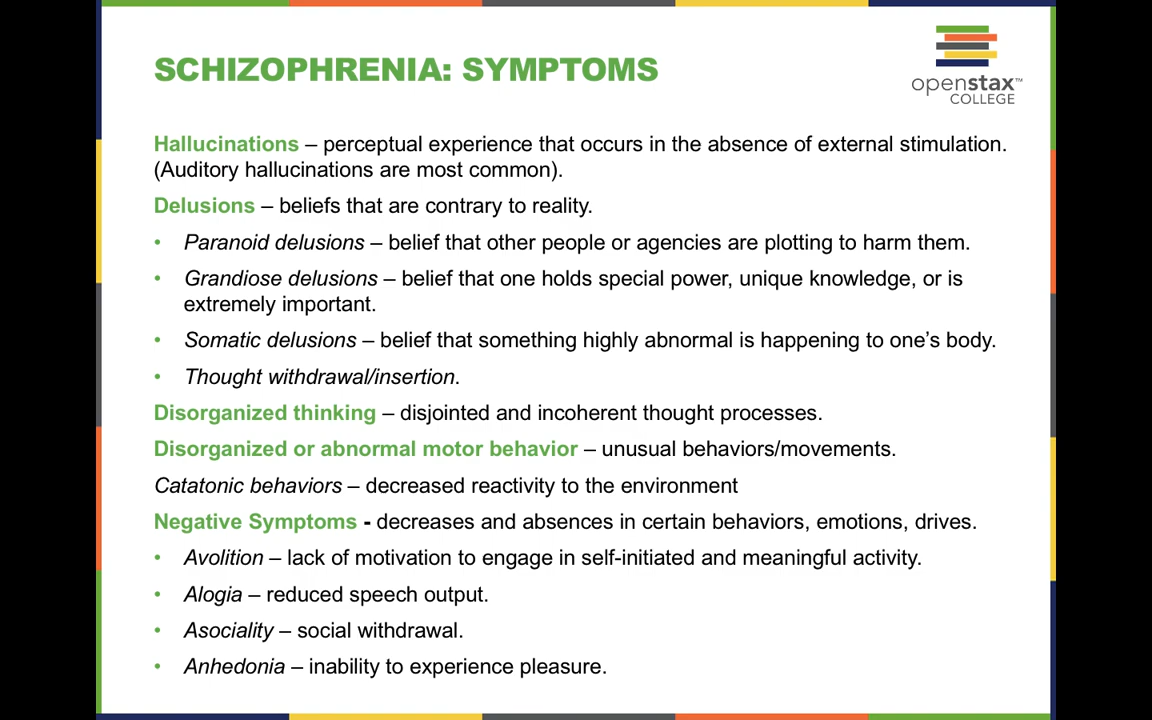 SCHIZOPHRENIA: SYMPTOMS
openstax™
COLLEGE
Hallucinations – perceptual experience that occurs in the absence of external stimulation.
(Auditory hallucinations are most common).
Delusions – beliefs that are contrary to reality.
• Paranoid delusions – belief that other people or agencies are plotting to harm them.
• Grandiose delusions – belief that one holds special power, unique knowledge, or is
extremely important.
• Somatic delusions – belief that something highly abnormal is happening to one’s body.
• Thought withdrawal/insertion.
Disorganized thinking – disjointed and incoherent thought processes.
Disorganized or abnormal motor behavior – unusual behaviors/movements.
Catatonic behaviors – decreased reactivity to the environment
Negative Symptoms - decreases and absences in certain behaviors, emotions, drives.
• Avolition – lack of motivation to engage in self-initiated and meaningful activity.
• Alogia – reduced speech output.
• Asociality – social withdrawal.
• Anhedonia – inability to experience pleasure.